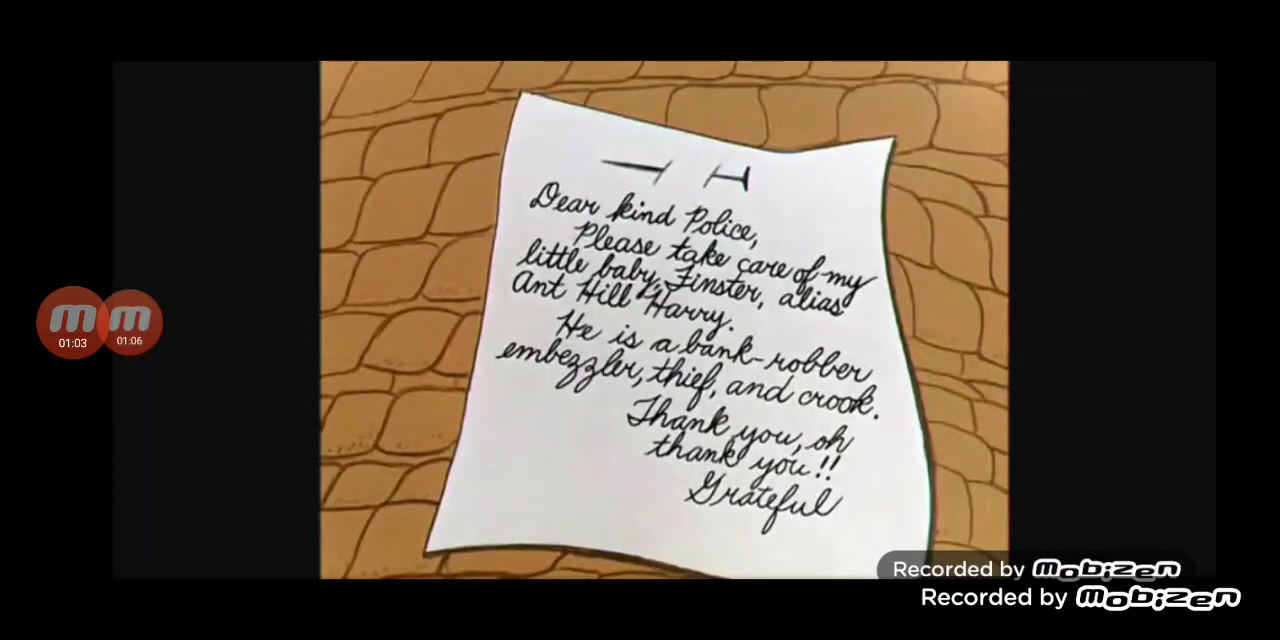 Dear kind Police,
Please take care of my
little baby, Finster, alias
Ant Hill Harry.
He is a bank-robber
embezzler, thief, and crook.
Thank you, oh
thank you!!
Grateful
01:03
01:06
Recorded by Mobizen
Recorded by Mobizen